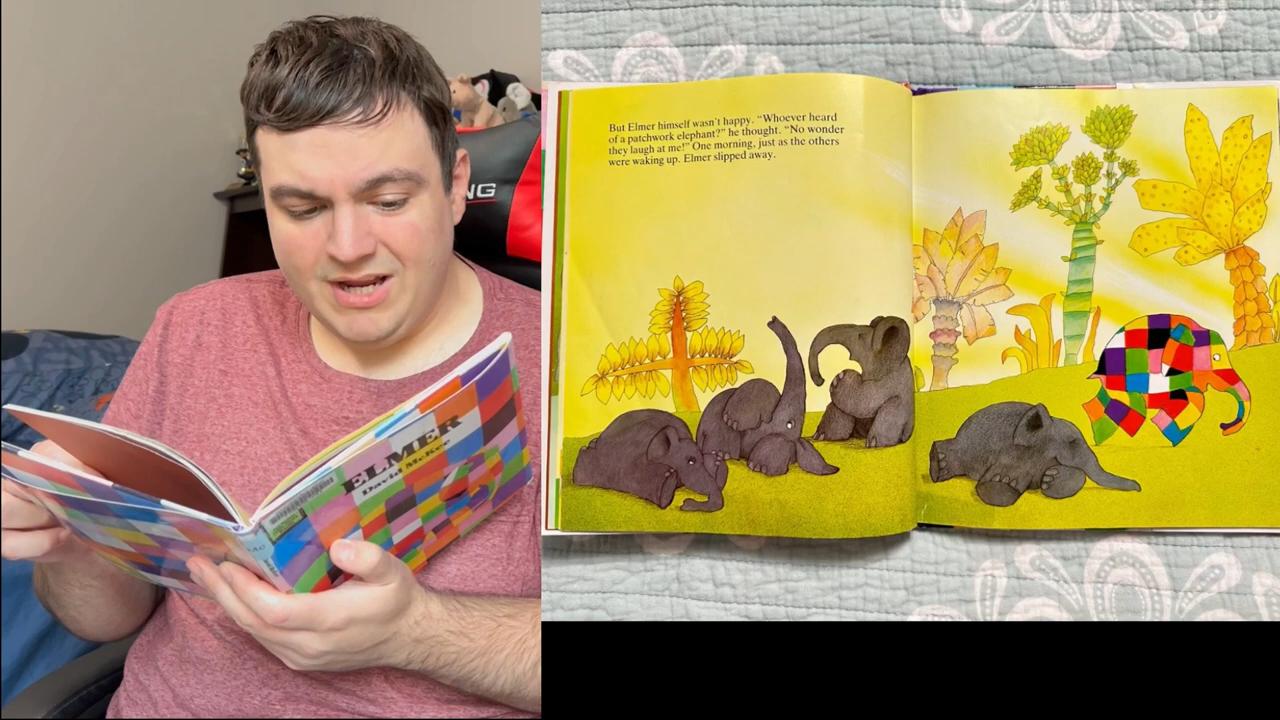 NG
ELMER
David McKee
But Elmer himself wasn't happy. "Whoever heard
of a patchwork elephant?" he thought. "No wonder
they laugh at me!" One morning, just as the others
were waking up. Elmer slipped away.